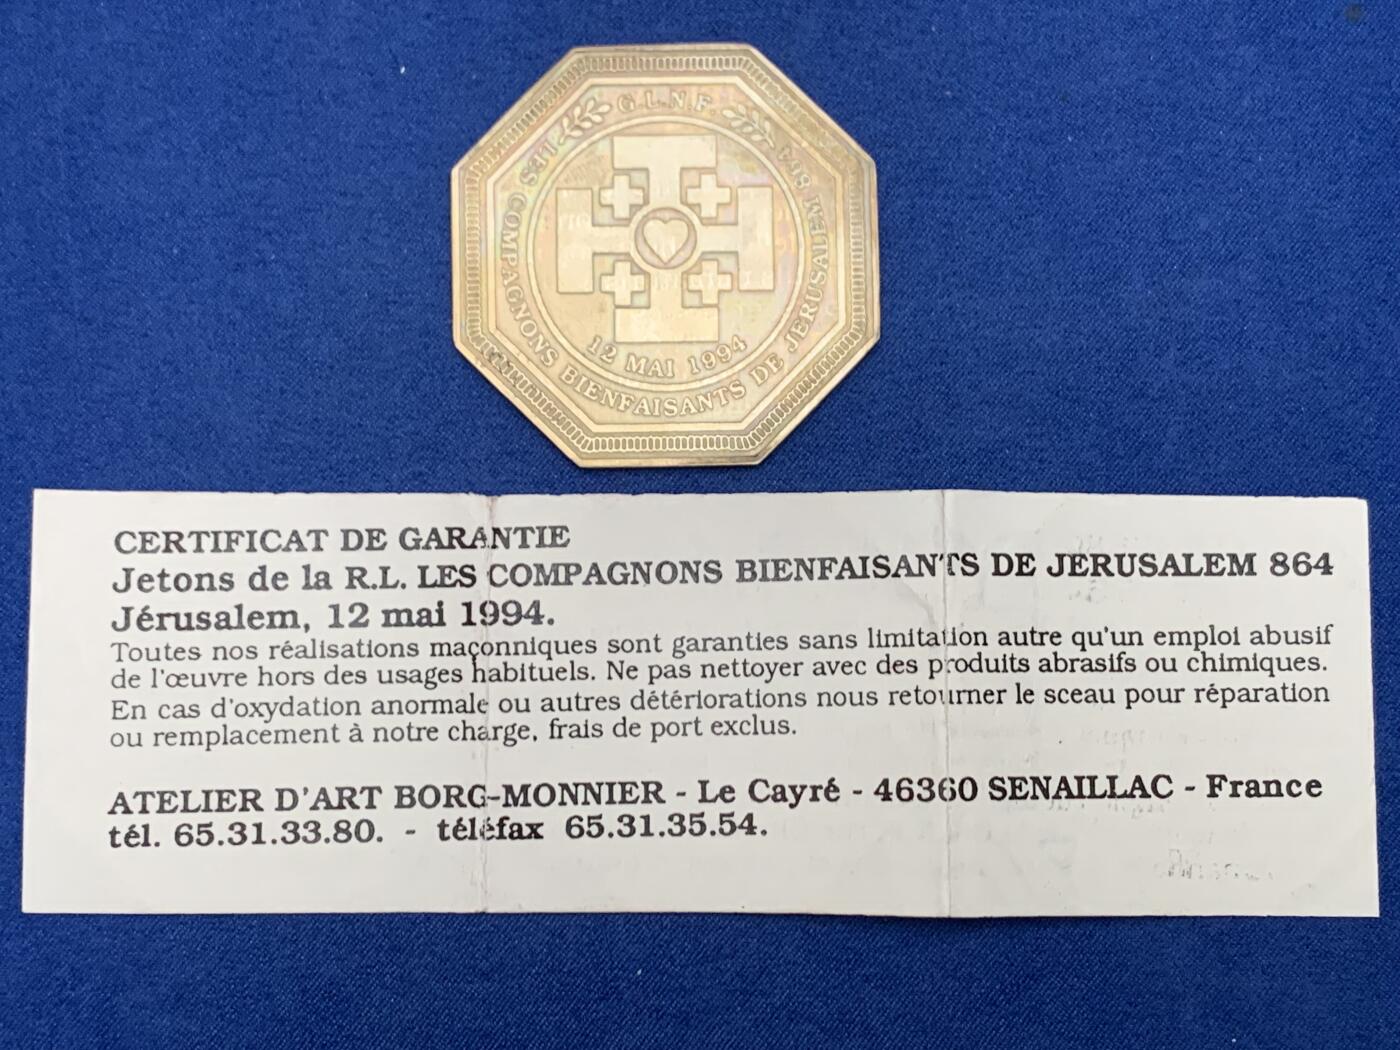 G.L.N.F.
LES COMPAGNONS BIENFAISANTS DE JERUSALEM 864
12 MAI 1994
CERTIFICAT DE GARANTIE
Jetons de la R.L. LES COMPAGNONS BIENFAISANTS DE JERUSALEM 864
Jérusalem, 12 mai 1994.
Toutes nos réalisations maçonniques sont garanties sans limitation autre qu'un emploi abusif
de l'œuvre hors des usages habituels. Ne pas nettoyer avec des produits abrasifs ou chimiques.
En cas d'oxydation anormale ou autres détériorations nous retourner le sceau pour réparation
ou remplacement à notre charge, frais de port exclus.
ATELIER D'ART BORG-MONNIER - Le Cayré - 46360 SENAILLAC - France
tél. 65.31.33.80. - téléfax 65.31.35.54.